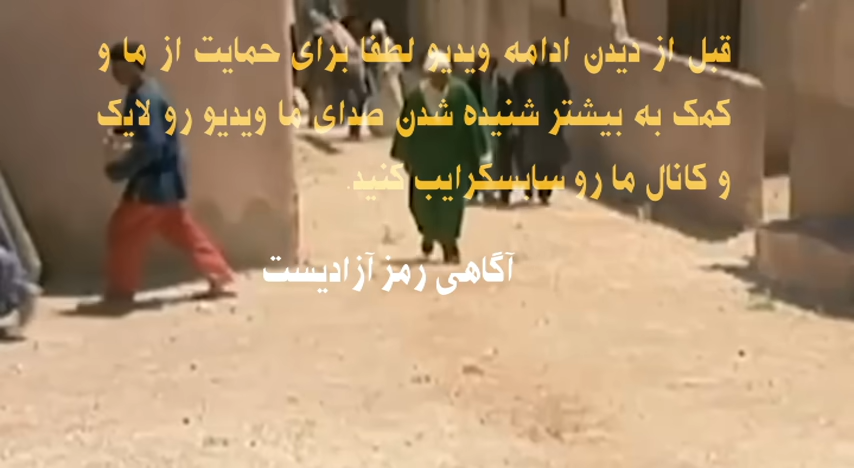 قبل از دیدن ادامه ویدیو لطفا برای حمایت از ما و
کمک به بیشتر شنیده شدن صدای ما ویدیو رو لایک
و کانال ما رو سابسکرایب کنید.
آگاهی رمز آزادیست